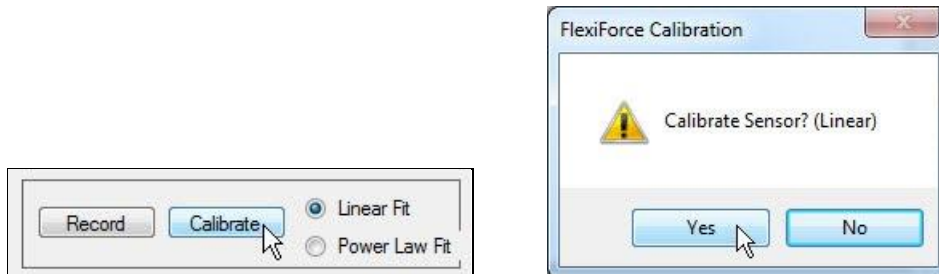 Record
Calibrate
Linear Fit
Power Law Fit
FlexiForce Calibration
Calibrate Sensor? (Linear)
Yes
No